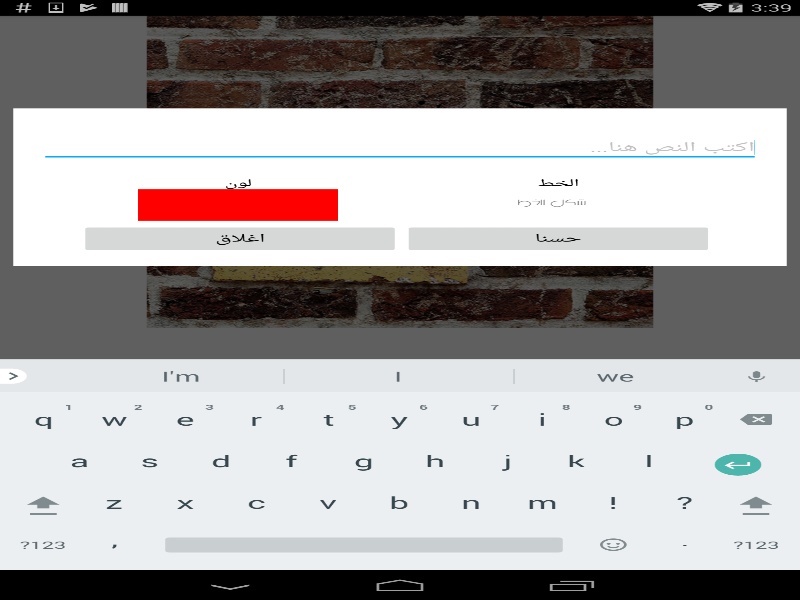 # 3:39
اكتب النص هنا...
الخط لون
شكل الخط
حسنا اغلاق
I'm I we
1 2 3 4 5 6 7 8 9 0
q w e r t y u i o p
a s d f g h j k l
z x c v b n m ! ?
?123 , . ?123